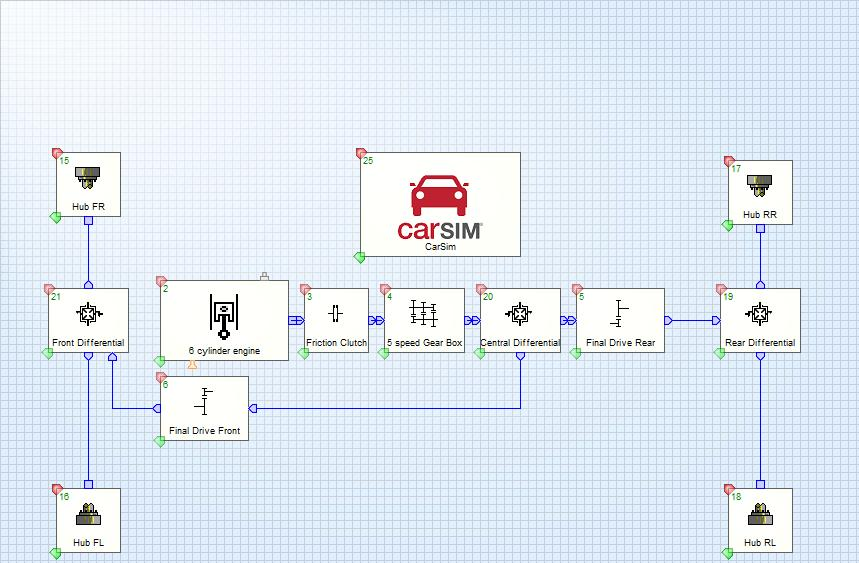 15
Hub FR
25
carSIM
CarSim
17
Hub RR
21
Front Differential
2
6 cylinder engine
3
Friction Clutch
4
5 speed Gear Box
20
Central Differential
5
Final Drive Rear
19
Rear Differential
6
Final Drive Front
16
Hub FL
18
Hub RL